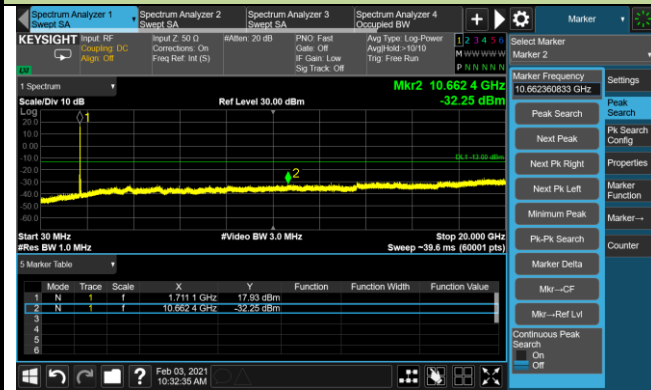 Spectrum Analyzer 1
Swept SA
Spectrum Analyzer 2
Swept SA
Spectrum Analyzer 3
Swept SA
Spectrum Analyzer 4
Occupied BW
+
Marker
KEYSIGHT
Input: RF
Coupling: DC
Align: Off
Input Z: 50 Ω
Corrections: On
Freq Ref: Int (S)
#Atten: 20 dB
PNO: Fast
Gate: Off
IF Gain: Low
Sig Track: Off
Avg Type: Log-Power
Avg|Hold:>10/10
Trig: Free Run
1 2 3 4 5 6
M W W W W W
P N N N N N
Select Marker
Marker 2
1 Spectrum
Mkr2 10.662 4 GHz
-32.25 dBm
Scale/Div 10 dB
Ref Level 30.00 dBm
Log
20.0
10.0
0.00
-10.0
-20.0
-30.0
-40.0
-50.0
-60.0
1
2
DL1 -13.00 dBm
Start 30 MHz
#Video BW 3.0 MHz
Stop 20.000 GHz
#Res BW 1.0 MHz
Sweep ~39.6 ms (60001 pts)
5 Marker Table
Mode Trace Scale X Y Function Function Width Function Value
1 N 1 f 1.711 1 GHz 17.93 dBm
2 N 1 f 10.662 4 GHz -32.25 dBm
3
4
5
6
Marker Frequency
10.662360833 GHz
Peak Search
Next Peak
Next Pk Right
Next Pk Left
Minimum Peak
Pk-Pk Search
Marker Delta
Mkr→CF
Mkr→Ref Lvl
Continuous Peak
Search
On
Off
Settings
Peak
Search
Pk Search
Config
Properties
Marker
Function
Marker→
Counter
?
Feb 03, 2021
10:32:35 AM